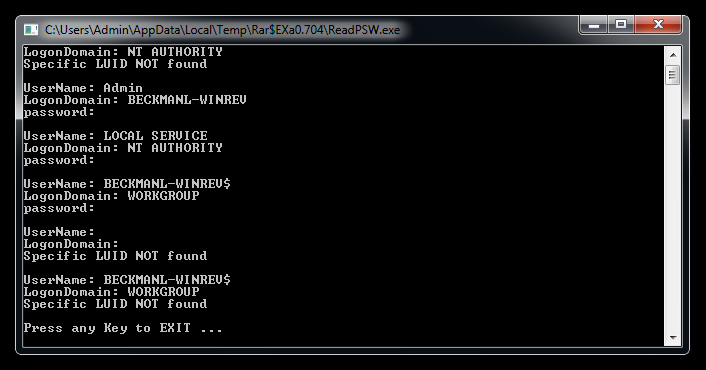 C:\Users\Admin\AppData\Local\Temp\Rar$EXa0.704\ReadPSW.exe
LogonDomain: NT AUTHORITY
Specific LUID NOT found
UserName: Admin
LogonDomain: BECKMANL-WINREV
password:
UserName: LOCAL SERVICE
LogonDomain: NT AUTHORITY
password:
UserName: BECKMANL-WINREV$
LogonDomain: WORKGROUP
password:
UserName:
LogonDomain:
Specific LUID NOT found
UserName: BECKMANL-WINREV$
LogonDomain: WORKGROUP
Specific LUID NOT found
Press any Key to EXIT ...